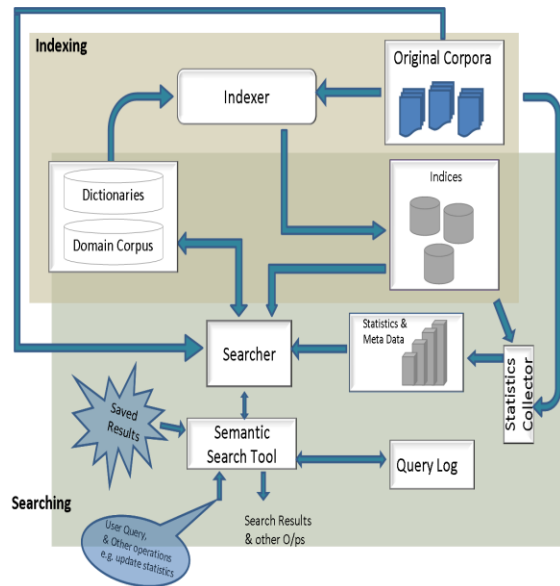 Indexing
Original Corpora
Indexer
Dictionaries
Domain Corpus
Indices
Statistics &
Meta Data
Searcher
Statistics
Collector
Saved
Results
Semantic
Search Tool
Query Log
Searching
User Query,
& Other operations
e.g. update statistics
Search Results
& other O/ps